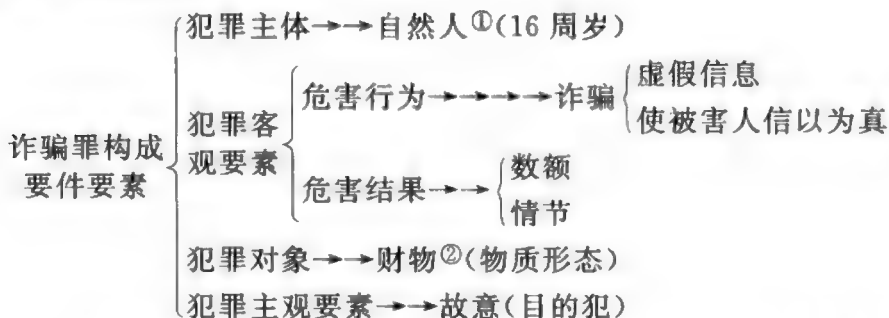 犯罪主体→→自然人①(16 周岁)
虚假信息
危害行为→→→→诈骗
使被害人信以为真
犯罪客
观要素
诈骗罪构成
要件要素
数额
危害结果→→
情节
犯罪对象→→财物②(物质形态)
犯罪主观要素→→故意(目的犯)